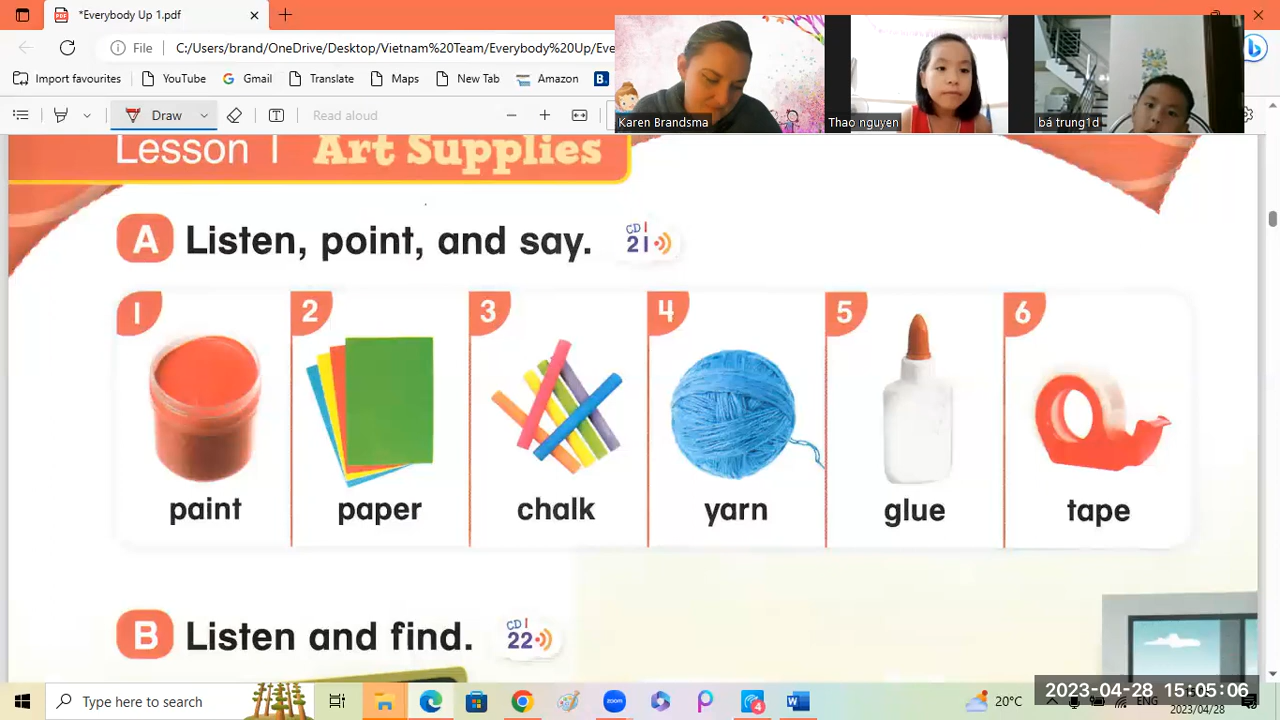 *Everybody Up 1.pdf
File C:/Users/brand/OneDrive/Desktop/Vietnam%20Team/Everybody%20Up/Eve
Import favourites YouTube Gmail Translate Maps New Tab Amazon B.
Draw Read aloud
Karen Brandsma Thao nguyen bá trung1d
Lesson 1 Art Supplies
A Listen, point, and say. CD 1 21
1 2 3 4 5 6
paint paper chalk yarn glue tape
B Listen and find. CD 1 22
Type here to search 4 20°C ENG
2023-04-28 15:05:06
2023/04/28